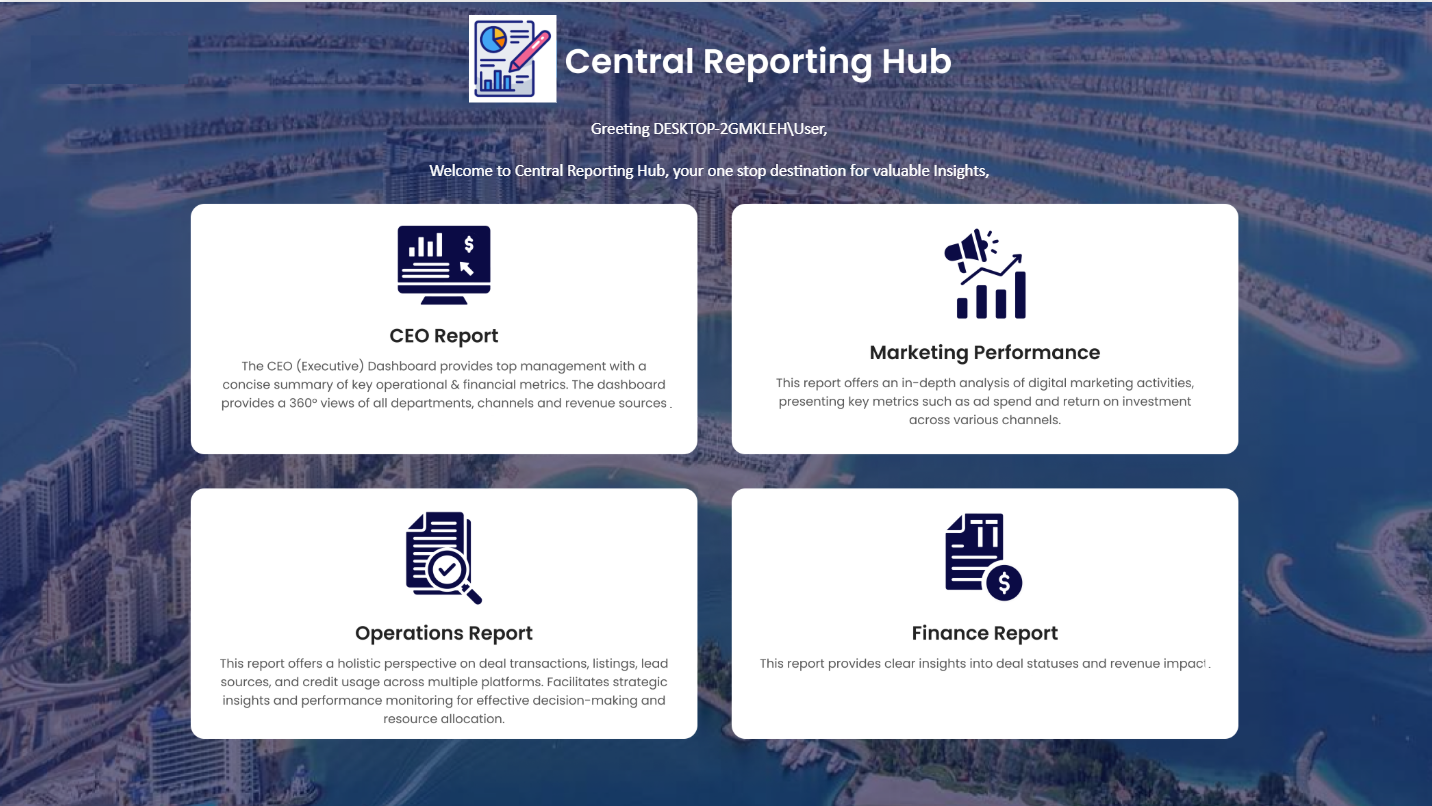 Central Reporting Hub
Greeting DESKTOP-2GMKLEH\User,
Welcome to Central Reporting Hub, your one stop destination for valuable Insights,
CEO Report
The CEO (Executive) Dashboard provides top management with a
concise summary of key operational & financial metrics. The dashboard
provides a 360° views of all departments, channels and revenue sources .
Marketing Performance
This report offers an in-depth analysis of digital marketing activities,
presenting key metrics such as ad spend and return on investment
across various channels.
Operations Report
This report offers a holistic perspective on deal transactions, listings, lead
sources, and credit usage across multiple platforms. Facilitates strategic
insights and performance monitoring for effective decision-making and
resource allocation.
Finance Report
This report provides clear insights into deal statuses and revenue impact .